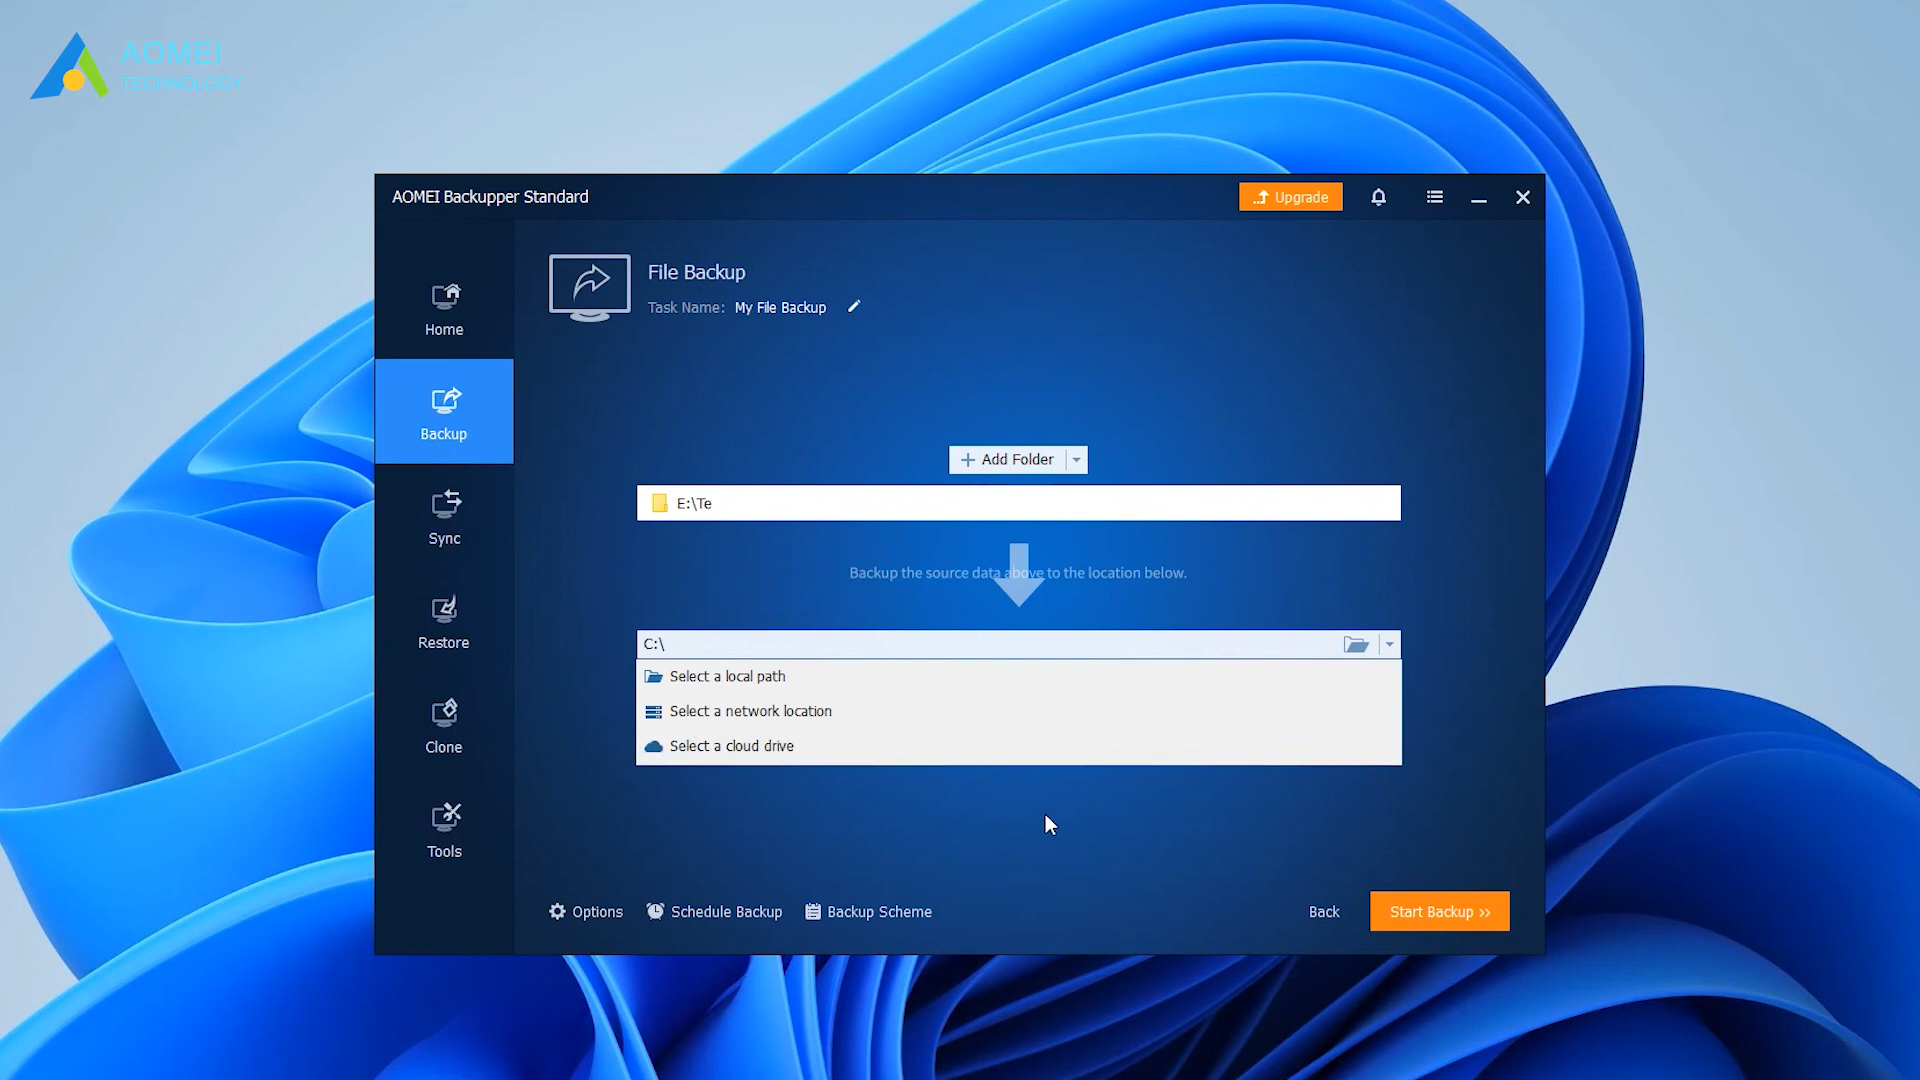 AOMEI
TECHNOLOGY
AOMEI Backupper Standard
Upgrade
File Backup
Task Name: My File Backup
Home
Backup
Sync
Restore
Clone
Tools
Add Folder
E:\Te
Backup the source data above to the location below.
C:\
Select a local path
Select a network location
Select a cloud drive
Options
Schedule Backup
Backup Scheme
Back
Start Backup >>